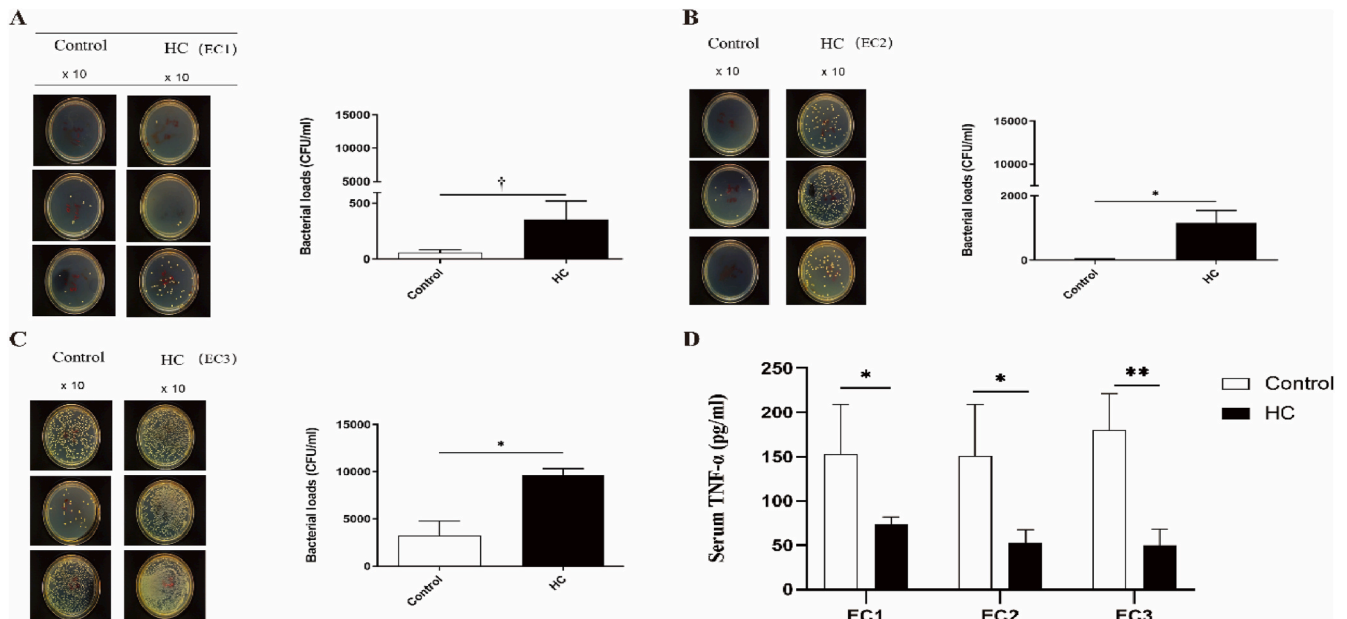 A
Control HC (EC1)
x 10 x 10
Bacterial loads (CFU/ml)
15000
10000
5000
500
0
†
Control
HC
B
Control HC (EC2)
x 10 x 10
Bacterial loads (CFU/ml)
15000
10000
2000
0
*
Control
HC
C
Control HC (EC3)
x 10 x 10
Bacterial loads (CFU/ml)
15000
10000
5000
0
*
Control
HC
D
Serum TNF-α (pg/ml)
250
200
150
100
50
0
* * **
EC1 EC2 EC3
Control
HC